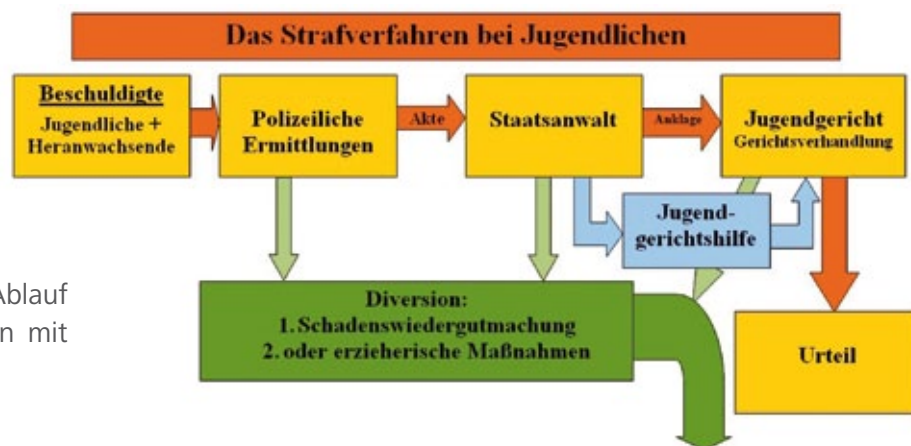 Das Strafverfahren bei Jugendlichen
Beschuldigte
Jugendliche +
Heranwachsende
Polizeiliche
Ermittlungen
Akte
Staatsanwalt
Anklage
Jugendgericht
Gerichtsverhandlung
Jugend-
gerichtshilfe
Ablauf
n mit
Diversion:
1. Schadenswiedergutmachung
2. oder erzieherische Maßnahmen
Urteil